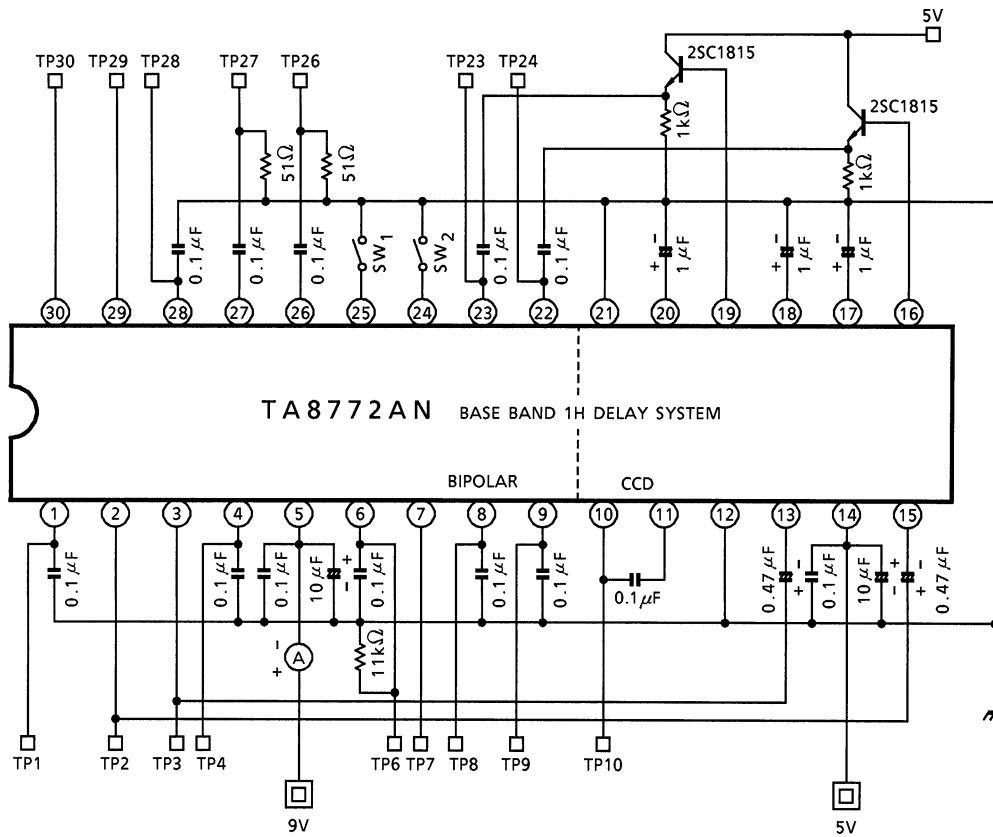 5V
TP30 TP29 TP28 TP27 TP26 TP23 TP24 2SC1815
2SC1815
51Ω 51Ω 1kΩ 1kΩ
0.1μF 0.1μF 0.1μF SW1 SW2 0.1μF 0.1μF + - 1μF + - 1μF + - 1μF
30 29 28 27 26 25 24 23 22 21 20 19 18 17 16
TA8772AN BASE BAND 1H DELAY SYSTEM
BIPOLAR CCD
1 2 3 4 5 6 7 8 9 10 11 12 13 14 15
0.1μF 0.1μF 0.1μF 10μF + - 0.1μF 0.1μF 0.1μF 0.1μF 0.47μF - + 0.1μF 10μF + - - + 0.47μF
- + A 11kΩ
TP1 TP2 TP3 TP4 TP6 TP7 TP8 TP9 TP10
9V 5V